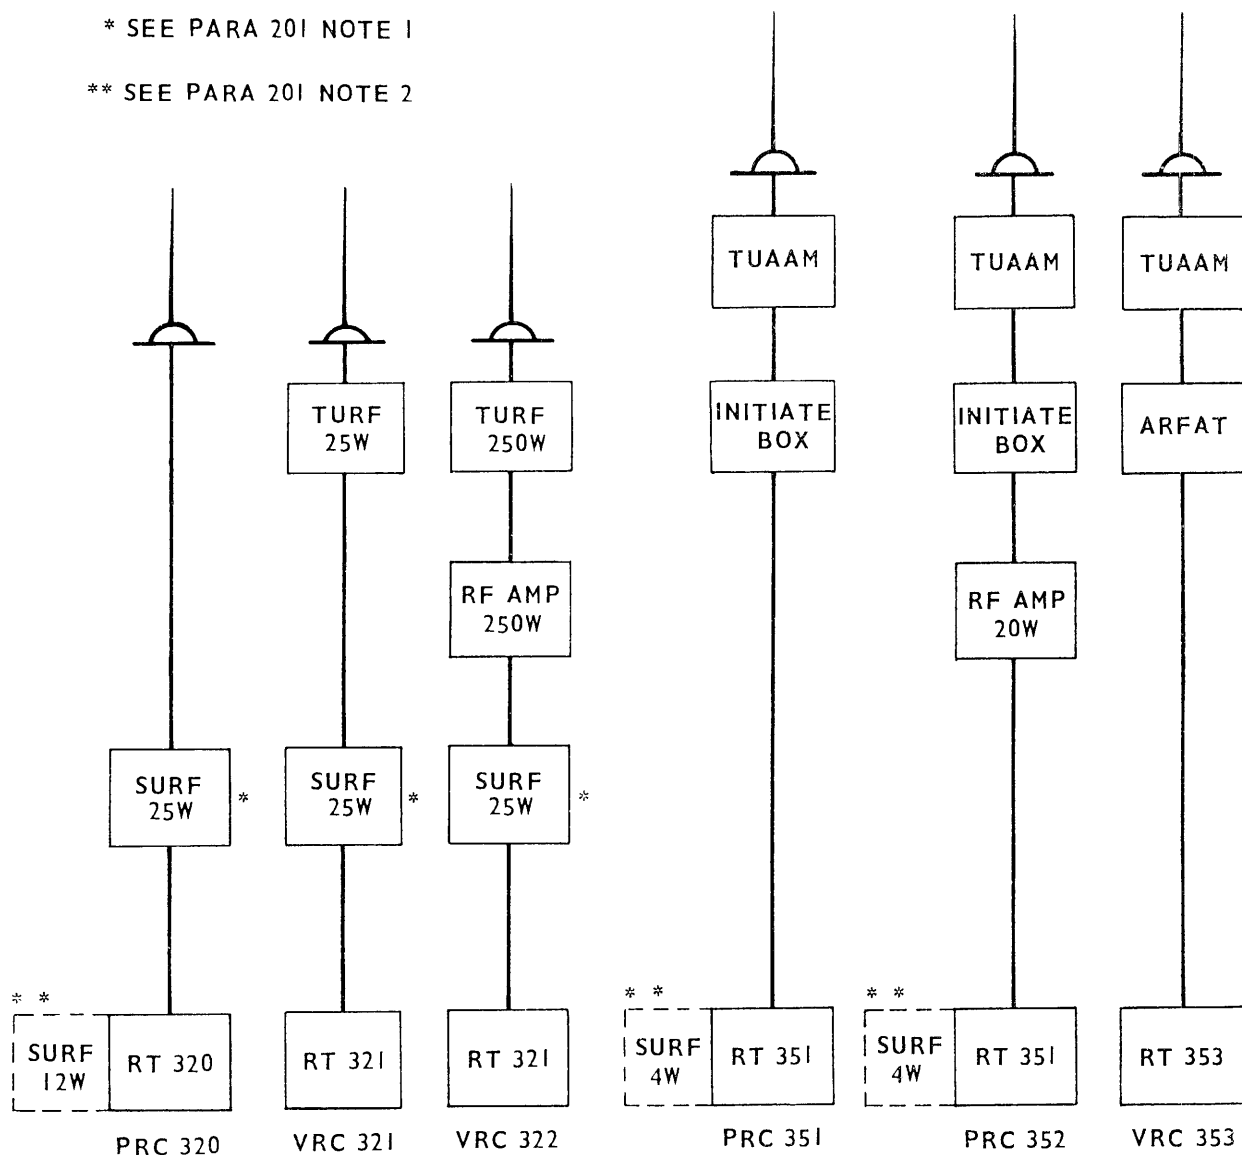 * SEE PARA 201 NOTE 1
** SEE PARA 201 NOTE 2
TUAAM
TUAAM
TUAAM
TURF
25W
TURF
250W
INITIATE
BOX
INITIATE
BOX
ARFAT
RF AMP
250W
RF AMP
20W
SURF
25W
*
SURF
25W
*
SURF
25W
*
* *
SURF
12W
RT 320
RT 321
RT 321
* *
SURF
4W
RT 351
* *
SURF
4W
RT 351
RT 353
PRC 320
VRC 321
VRC 322
PRC 351
PRC 352
VRC 353